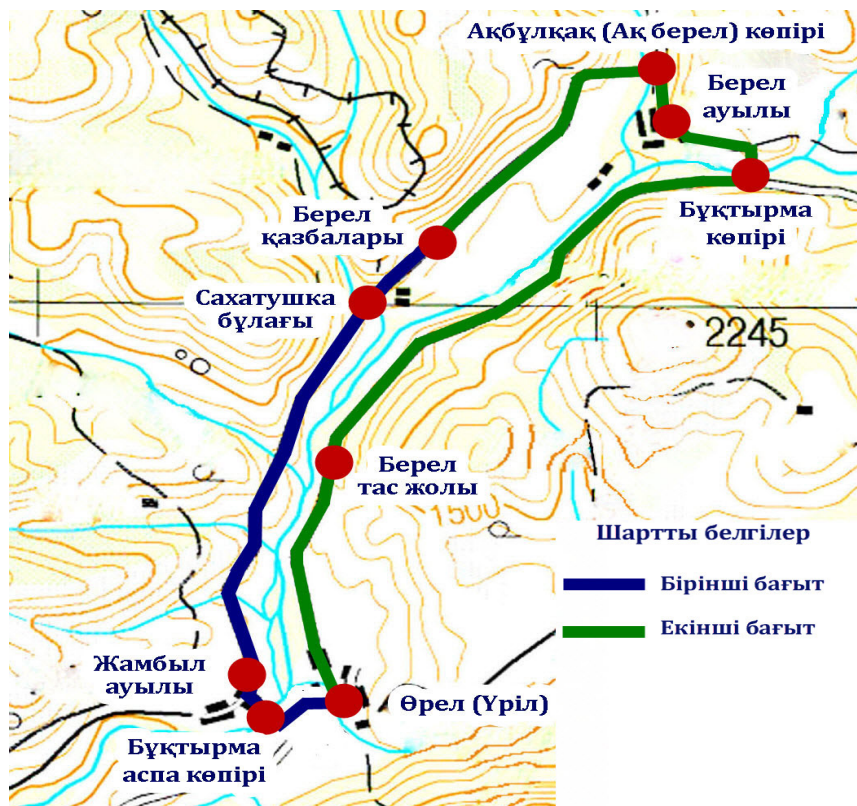 Ақбұлқақ (Ақ берел) көпірі
Берел
ауылы
Бұқтырма
көпірі
Берел
қазбалары
Сахатушка
бұлағы
2245
Берел
тас жолы
1500
Шартты белгілер
Бірінші бағыт
Екінші бағыт
Жамбыл
ауылы
Өрел (Үріл)
Бұқтырма
аспа көпірі